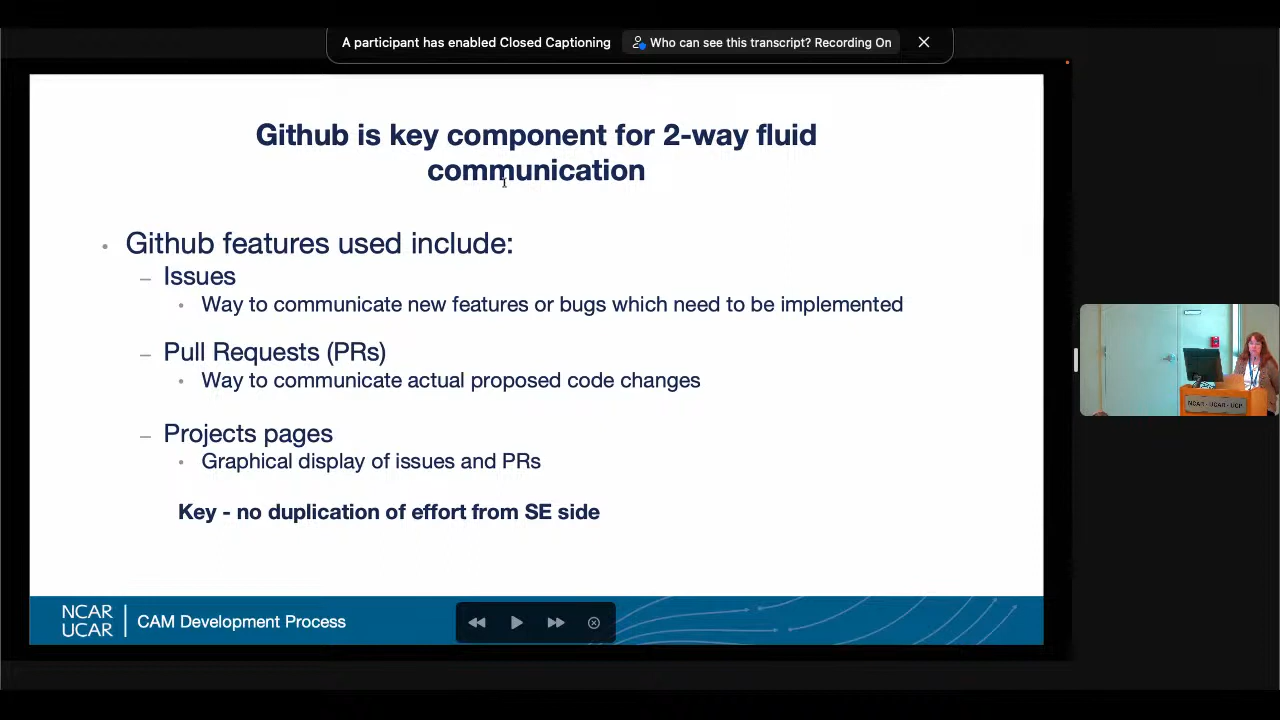 A participant has enabled Closed Captioning
Who can see this transcript? Recording On
Github is key component for 2-way fluid
communication
Github features used include:
Issues
Way to communicate new features or bugs which need to be implemented
Pull Requests (PRs)
Way to communicate actual proposed code changes
Projects pages
Graphical display of issues and PRs
Key - no duplication of effort from SE side
NCAR
UCAR
CAM Development Process
NCAR - UCAR - UCP